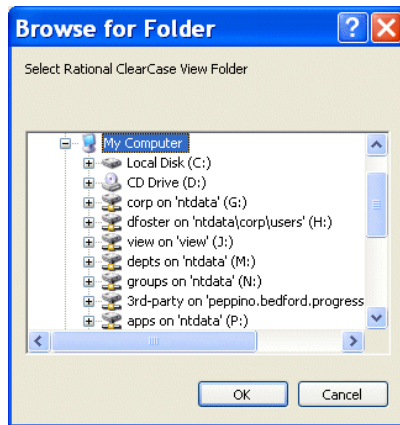 Browse for Folder
Select Rational ClearCase View Folder
My Computer
Local Disk (C:)
CD Drive (D:)
corp on 'ntdata' (G:)
dfoster on 'ntdata\corp\users' (H:)
view on 'view' (J:)
depts on 'ntdata' (M:)
groups on 'ntdata' (N:)
3rd-party on 'peppino.bedford.progress
apps on 'ntdata' (P:)
OK Cancel